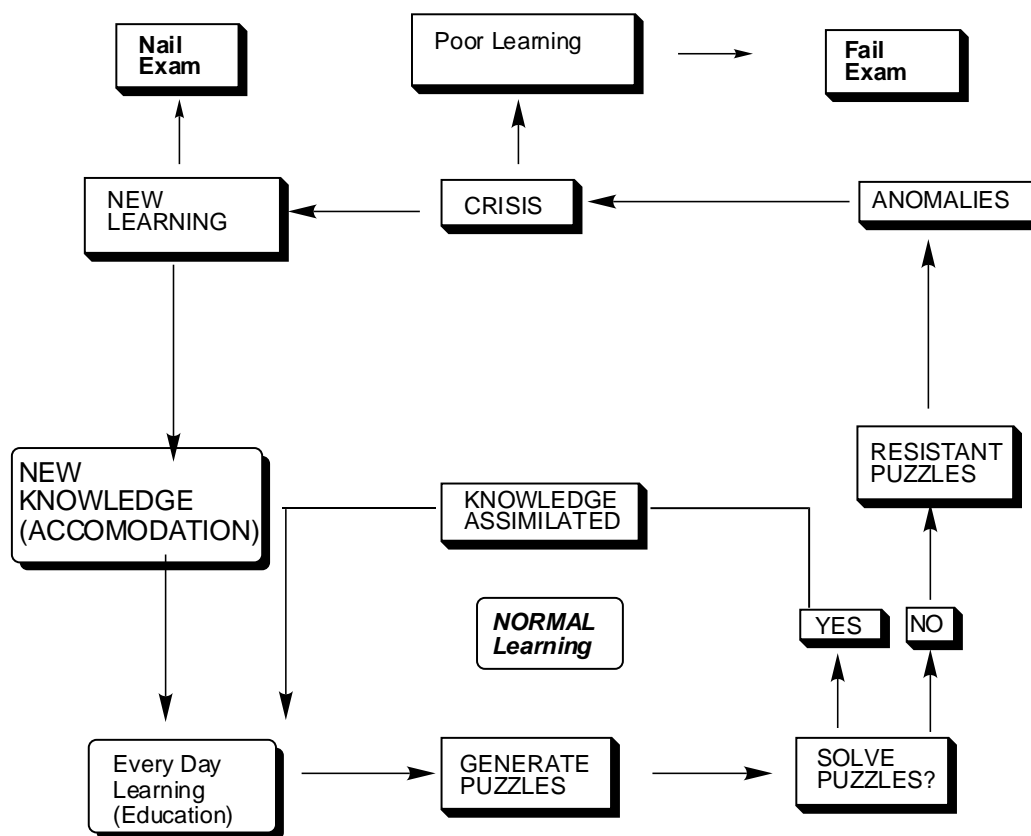 Nail
Exam
Poor Learning
Fail
Exam
NEW
LEARNING
CRISIS
ANOMALIES
NEW
KNOWLEDGE
(ACCOMODATION)
KNOWLEDGE
ASSIMILATED
RESISTANT
PUZZLES
NORMAL
Learning
YES
NO
Every Day
Learning
(Education)
GENERATE
PUZZLES
SOLVE
PUZZLES?